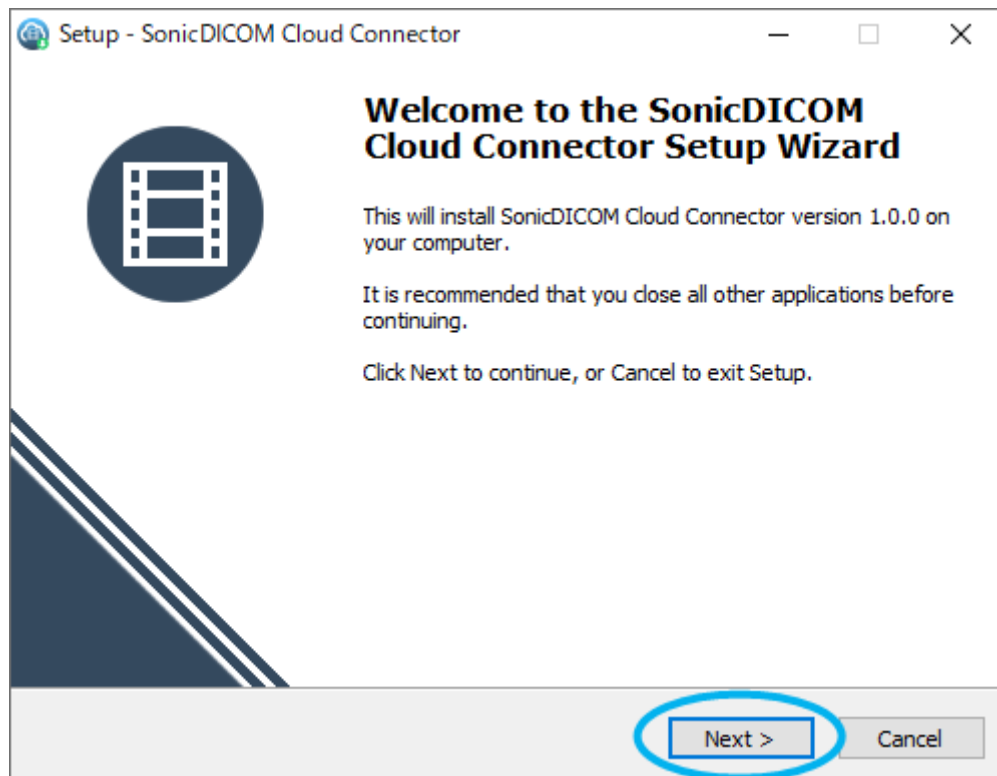 Setup - SonicDICOM Cloud Connector
Welcome to the SonicDICOM
Cloud Connector Setup Wizard
This will install SonicDICOM Cloud Connector version 1.0.0 on
your computer.
It is recommended that you close all other applications before
continuing.
Click Next to continue, or Cancel to exit Setup.
Next >
Cancel